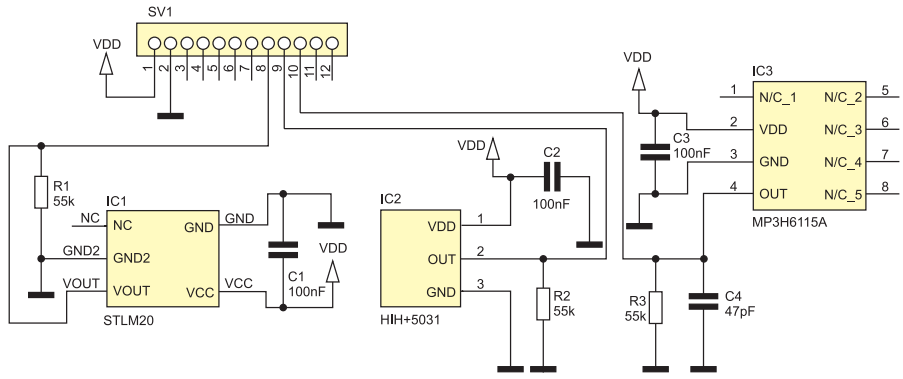 SV1
VDD
1
2
3
4
5
6
7
8
9
10
11
12
R1
55k
IC1
NC
NC
GND
GND
GND2
GND2
VOUT
VOUT
VCC
VCC
STLM20
C1
100nF
VDD
VDD
C2
100nF
IC2
VDD
1
OUT
2
GND
3
HIH+5031
R2
55k
VDD
C3
100nF
IC3
1
N/C_1
N/C_2
5
2
VDD
N/C_3
6
3
GND
N/C_4
7
4
OUT
N/C_5
8
MP3H6115A
R3
55k
C4
47pF